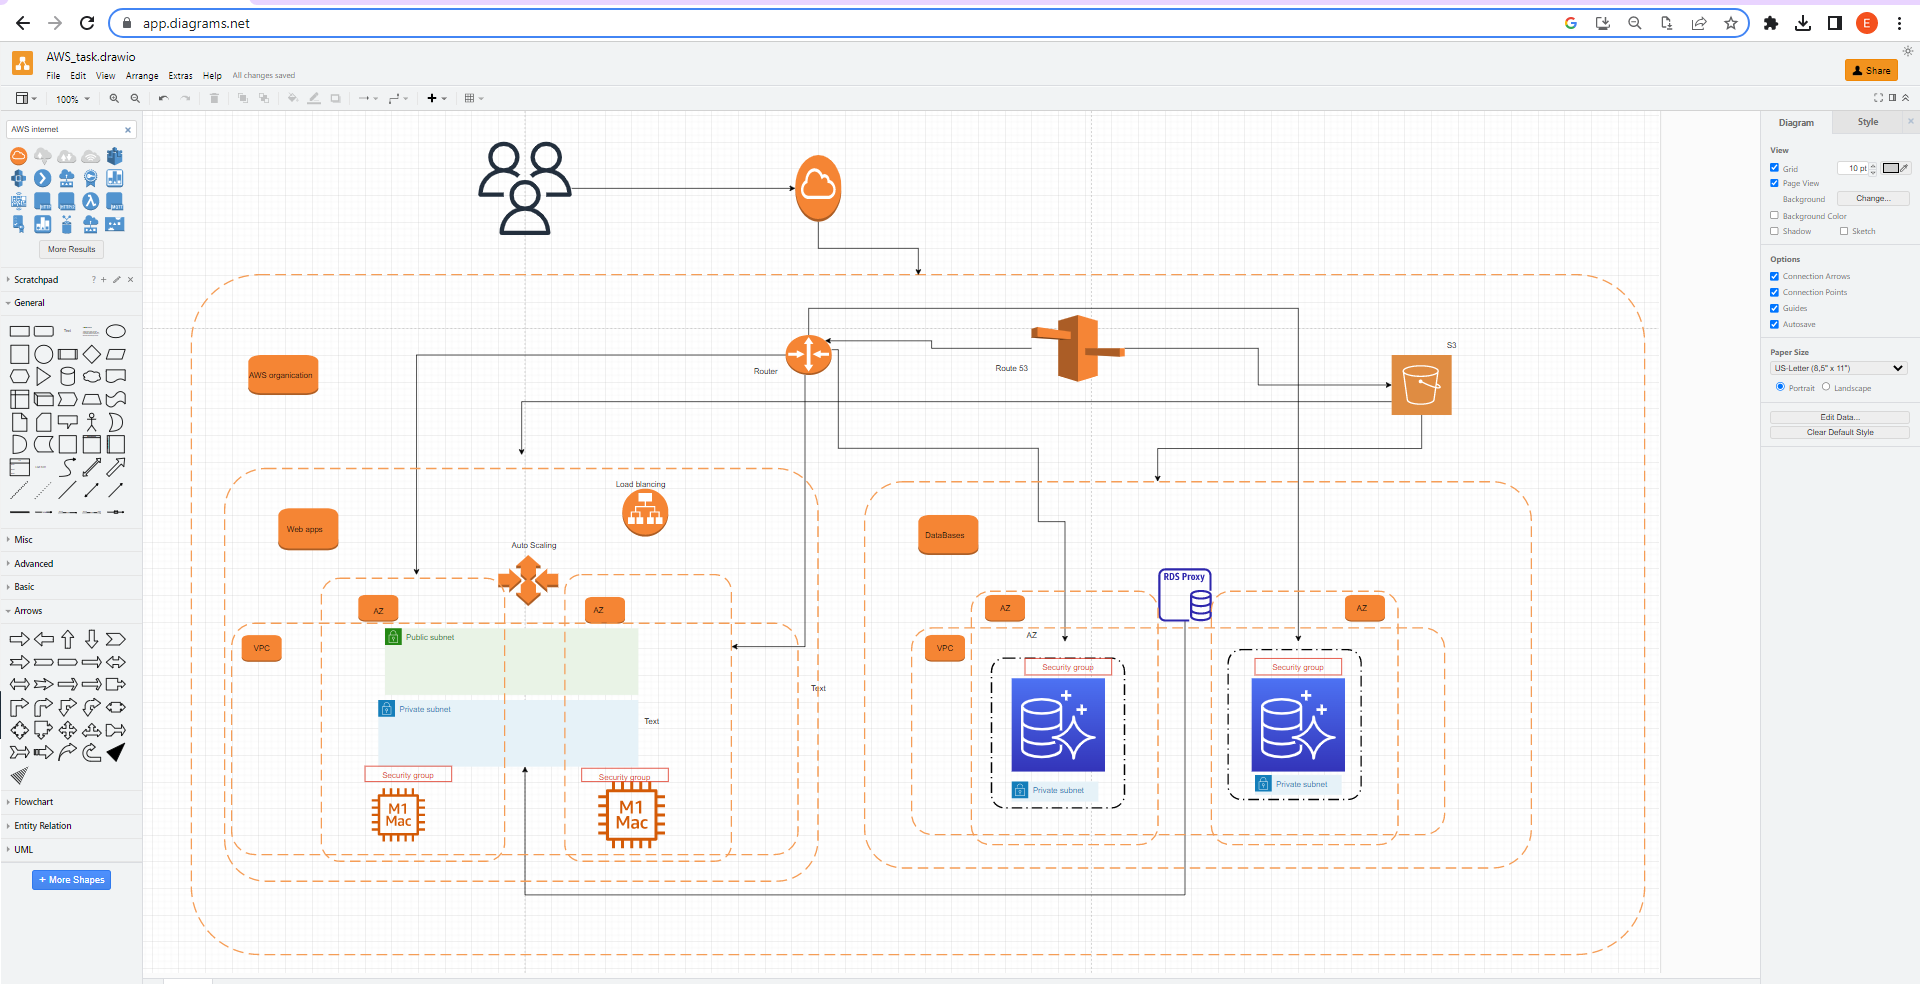 app.diagrams.net
E
AWS_task.drawio
File Edit View Arrange Extras Help All changes saved
Share
100%
AWS internet
More Results
Scratchpad
General
Misc
Advanced
Basic
Arrows
Flowchart
Entity Relation
UML
+ More Shapes
AWS organication
Router
Route 53
S3
Load blancing
Web apps
Auto Scaling
AZ
AZ
VPC
Public subnet
Private subnet
Text
Text
Security group
Security group
M1
Mac
M1
Mac
DataBases
RDS Proxy
AZ
AZ
AZ
VPC
Security group
Security group
Private subnet
Private subnet
Diagram Style
View
Grid 10 pt
Page View
Background Change...
Background Color
Shadow Sketch
Options
Connection Arrows
Connection Points
Guides
Autosave
Paper Size
US-Letter (8,5" x 11")
Portrait Landscape
Edit Data...
Clear Default Style